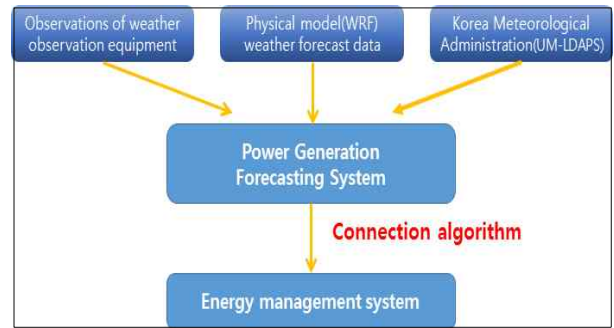 Observations of weather
observation equipment
Physical model(WRF)
weather forecast data
Korea Meteorological
Administration(UM-LDAPS)
Power Generation
Forecasting System
Connection algorithm
Energy management system